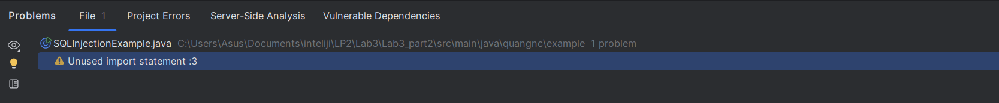 Problems File 1 Project Errors Server-Side Analysis Vulnerable Dependencies
SQLInjectionExample.java C:\Users\Asus\Documents\inteliji\LP2\Lab3\Lab3_part2\src\main\java\quangnc\example 1 problem
Unused import statement :3